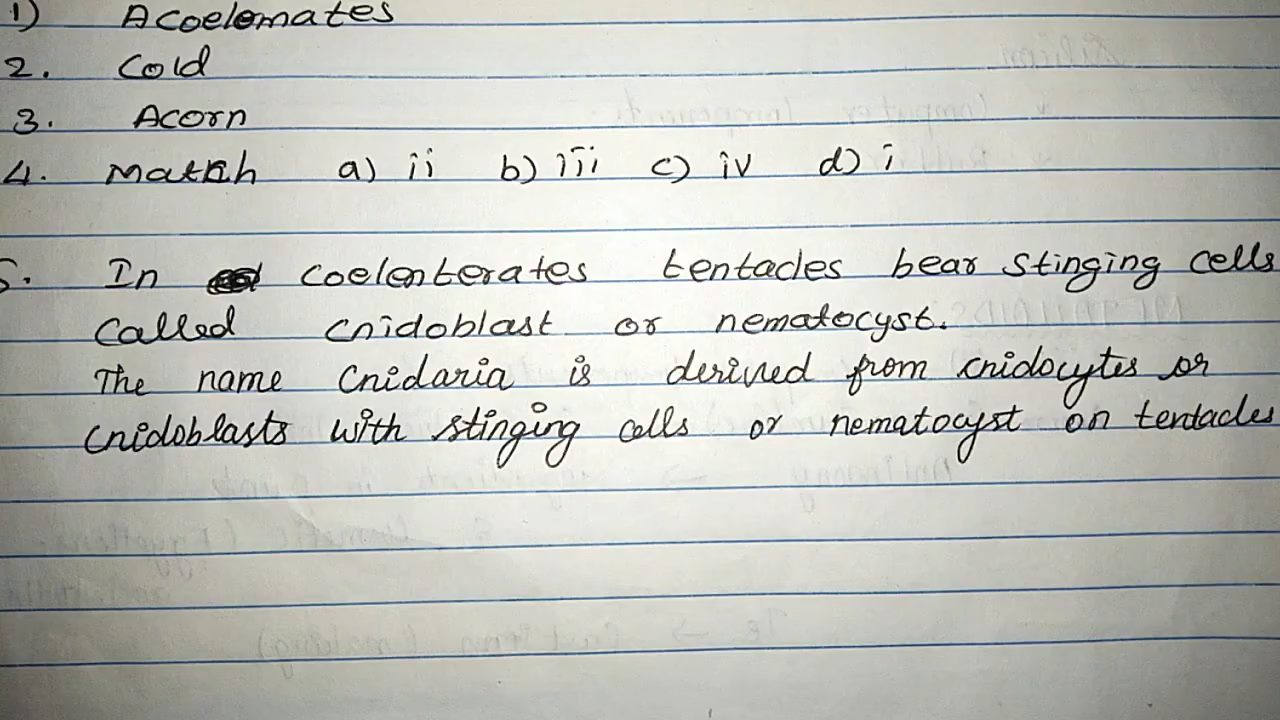 1) Acoelomates
2. Cold
3. Acorn
4. Match a) ii b) iii c) iv d) i
5. In coelenterates tentacles bear stinging cells
called cnidoblast or nematocyst.
The name Cnidaria is derived from cnidocytes or
cnidoblasts with stinging cells or nematocyst on tentacles